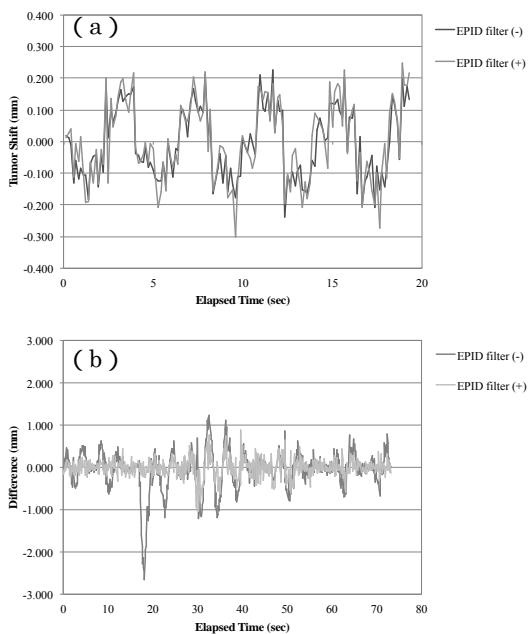 (a)
0.400
0.300
0.200
0.100
0.000
-0.100
-0.200
-0.300
-0.400
Tumor Shift (mm)
0 5 10 15 20
Elapsed Time (sec)
EPID filter (-)
EPID filter (+)
(b)
3.000
2.000
1.000
0.000
-1.000
-2.000
-3.000
Difference (mm)
0 10 20 30 40 50 60 70 80
Elapsed Time (sec)
EPID filter (-)
EPID filter (+)